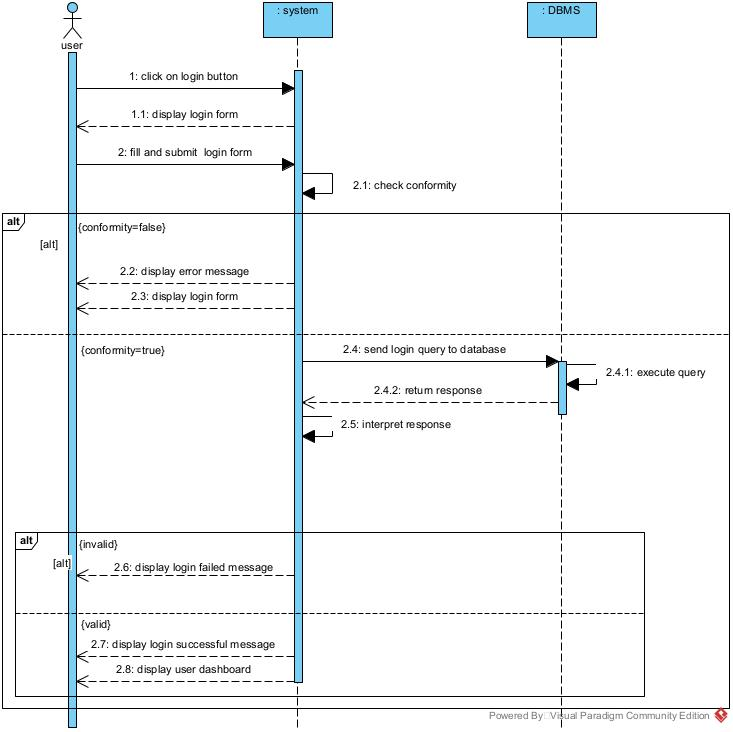 : system
: DBMS
user
1: click on login button
1.1: display login form
2: fill and submit login form
2.1: check conformity
alt
{conformity=false}
[alt]
2.2: display error message
2.3: display login form
{conformity=true}
2.4: send login query to database
2.4.1: execute query
2.4.2: return response
2.5: interpret response
alt
{invalid}
[alt]
2.6: display login failed message
{valid}
2.7: display login successful message
2.8: display user dashboard
Powered By Visual Paradigm Community Edition